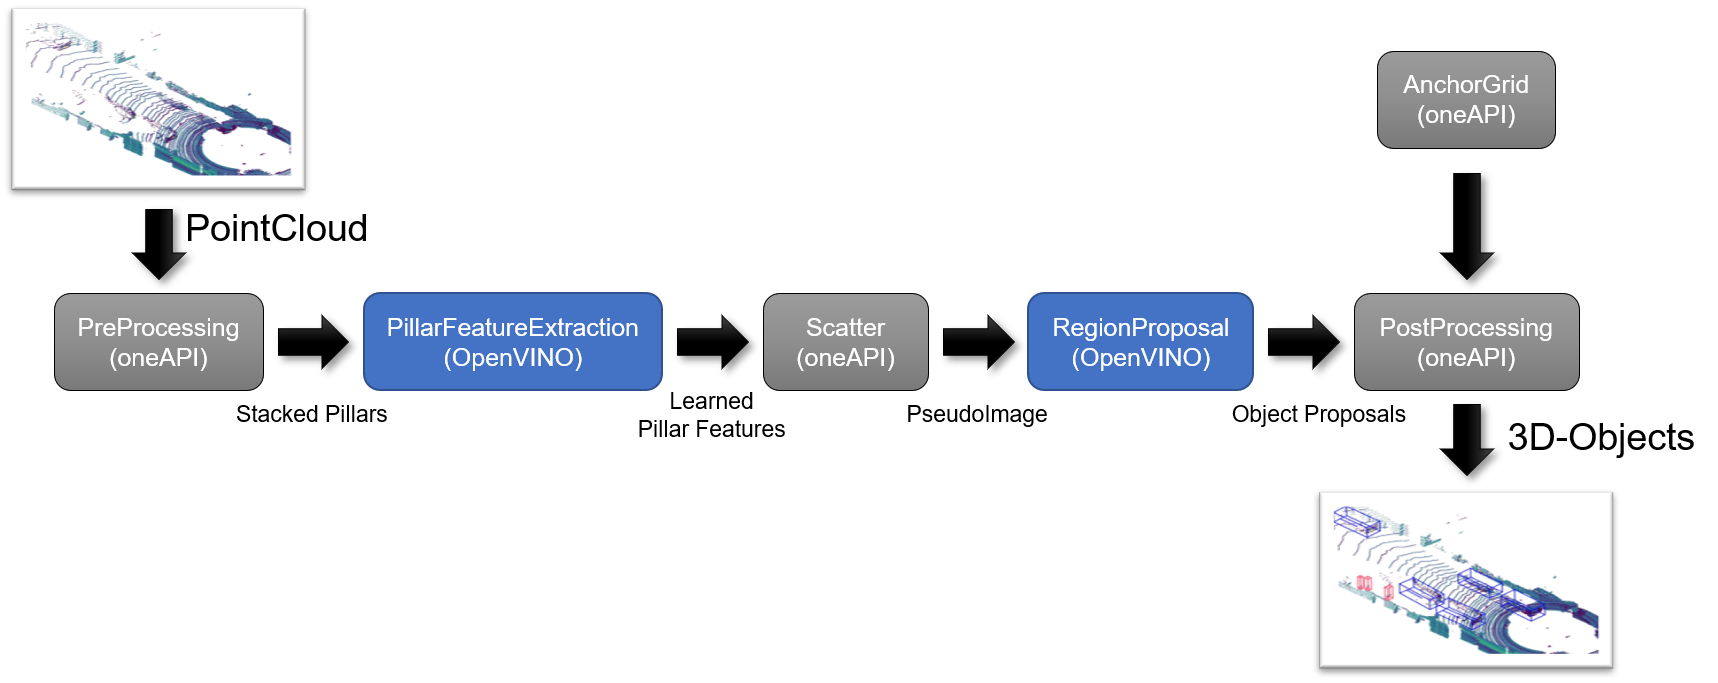 PointCloud
AnchorGrid
(oneAPI)
PreProcessing
(oneAPI)
PillarFeatureExtraction
(OpenVINO)
Scatter
(oneAPI)
RegionProposal
(OpenVINO)
PostProcessing
(oneAPI)
Stacked Pillars
Learned
Pillar Features
PseudoImage
Object Proposals
3D-Objects